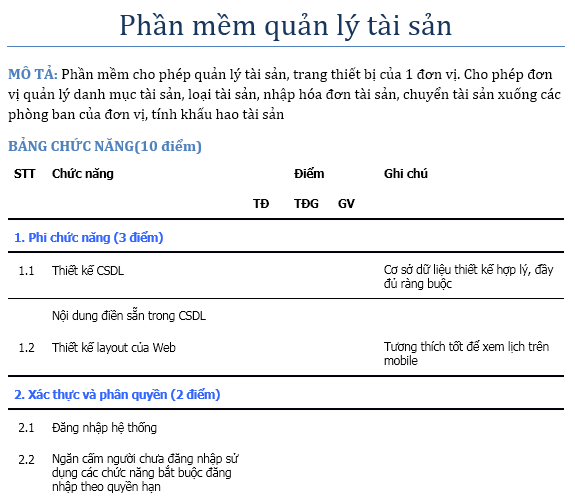 Phần mềm quản lý tài sản
MÔ TẢ: Phần mềm cho phép quản lý tài sản, trang thiết bị của 1 đơn vị. Cho phép đơn
vị quản lý danh mục tài sản, loại tài sản, nhập hóa đơn tài sản, chuyển tài sản xuống các
phòng ban của đơn vị, tính khấu hao tài sản
BẢNG CHỨC NĂNG(10 điểm)
STT Chức năng Điểm Ghi chú
TĐ TĐG GV
1. Phi chức năng (3 điểm)
1.1 Thiết kế CSDL Cơ sở dữ liệu thiết kế hợp lý, đầy
đủ ràng buộc
Nội dung điền sẵn trong CSDL
1.2 Thiết kế layout của Web Tương thích tốt để xem lịch trên
mobile
2. Xác thực và phân quyền (2 điểm)
2.1 Đăng nhập hệ thống
2.2 Ngăn cấm người chưa đăng nhập sử
dụng các chức năng bắt buộc đăng
nhập theo quyền hạn